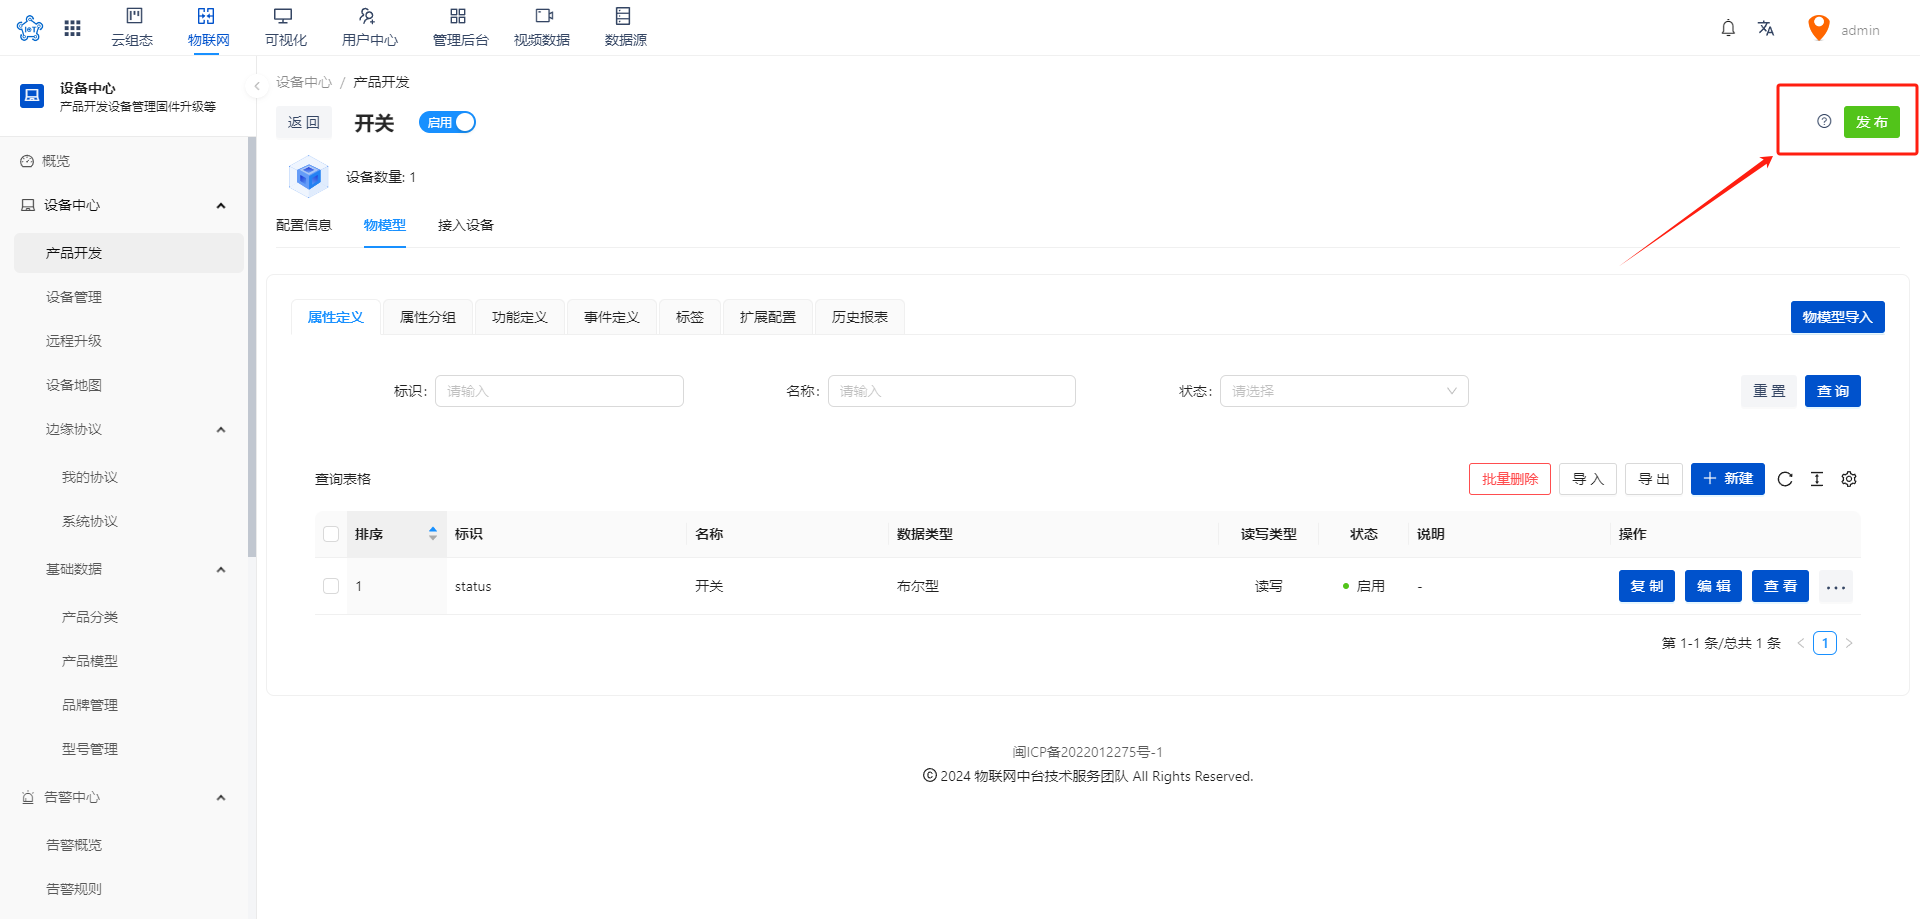 IoT
云组态
物联网
可视化
用户中心
管理后台
视频数据
数据源
admin
设备中心
产品开发设备管理固件升级等
概览
设备中心
产品开发
设备管理
远程升级
设备地图
边缘协议
我的协议
系统协议
基础数据
产品分类
产品模型
品牌管理
型号管理
告警中心
告警概览
告警规则
设备中心 / 产品开发
返 回
开关
启用
发 布
设备数量: 1
配置信息
物模型
接入设备
属性定义
属性分组
功能定义
事件定义
标签
扩展配置
历史报表
物模型导入
标识: 请输入
名称: 请输入
状态: 请选择
重 置
查 询
查询表格
批量删除
导 入
导 出
新建
排序 标识 名称 数据类型 读写类型 状态 说明 操作
1 status 开关 布尔型 读写 启用 - 复 制 编 辑 查 看 ...
第 1-1 条/总共 1 条 < 1 >
闽ICP备2022012275号-1
© 2024 物联网中台技术服务团队 All Rights Reserved.